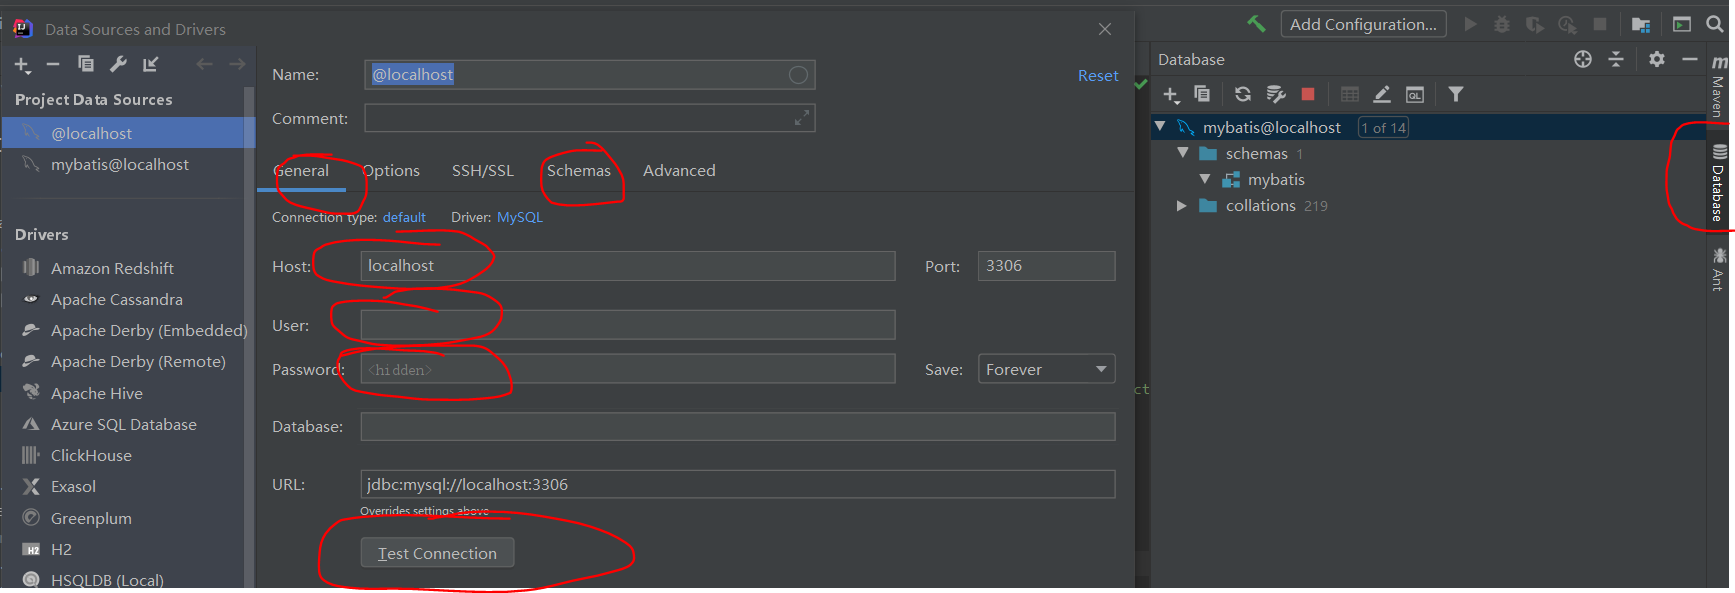 Data Sources and Drivers
Project Data Sources
@localhost
mybatis@localhost
Drivers
Amazon Redshift
Apache Cassandra
Apache Derby (Embedded)
Apache Derby (Remote)
Apache Hive
Azure SQL Database
ClickHouse
Exasol
Greenplum
H2
HSQLDB (Local)
Name: @localhost Reset
Comment:
General Options SSH/SSL Schemas Advanced
Connection type: default Driver: MySQL
Host: localhost Port: 3306
User:
Password: <hidden> Save: Forever
Database:
URL: jdbc:mysql://localhost:3306
Overrides settings above
Test Connection
ct
Add Configuration...
Database
QL
mybatis@localhost 1 of 14
schemas 1
mybatis
collations 219
Maven
Database
Ant